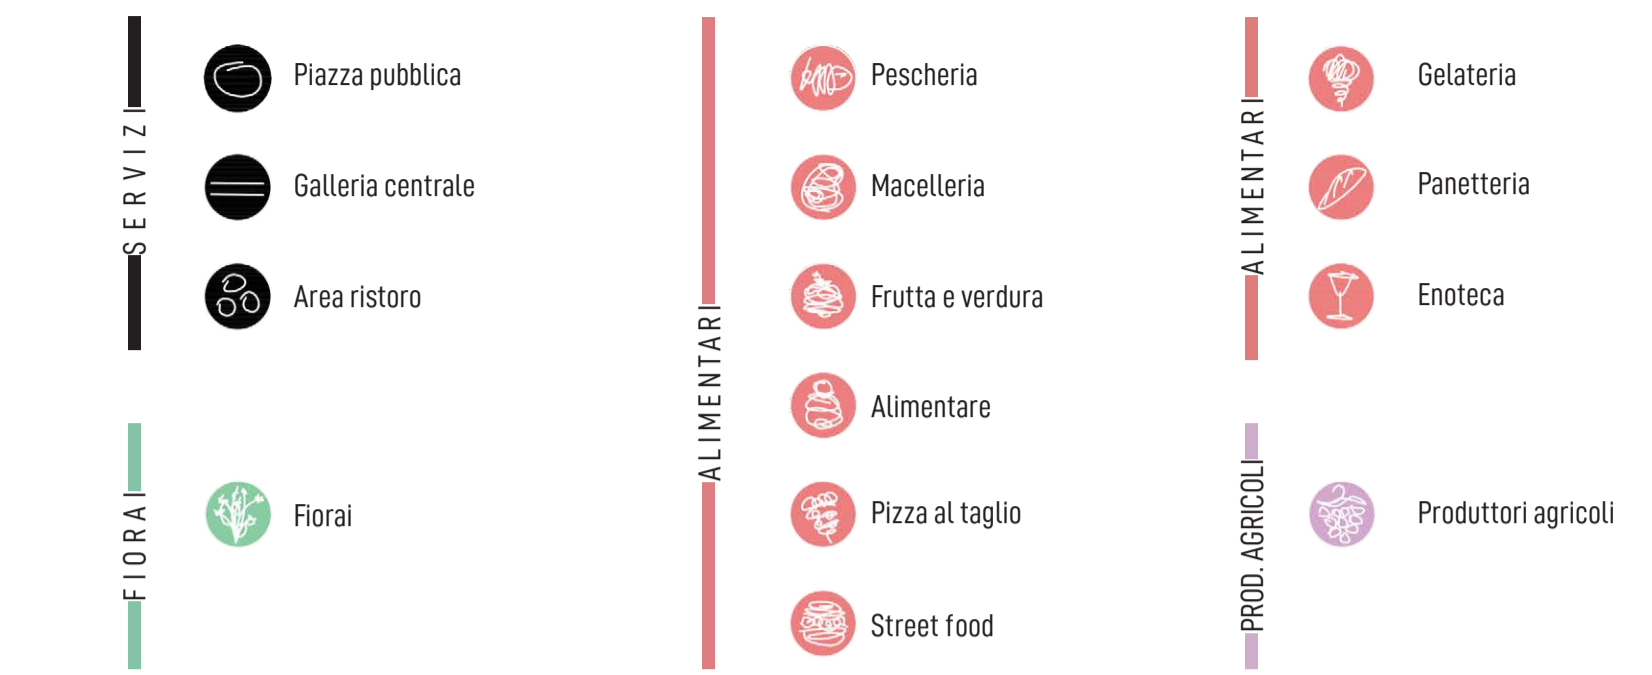 SERVIZI
Piazza pubblica
Galleria centrale
Area ristoro
FIORAI
Fiorai
ALIMENTARI
Pescheria
Macelleria
Frutta e verdura
Alimentare
Pizza al taglio
Street food
ALIMENTARI
Gelateria
Panetteria
Enoteca
PROD. AGRICOLI
Produttori agricoli